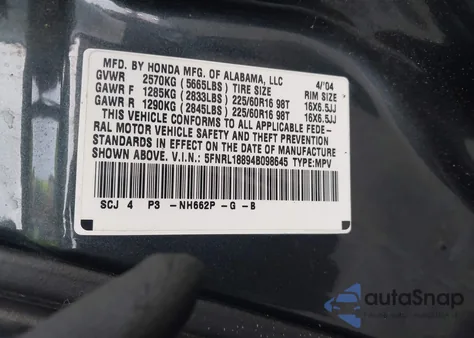 MFD. BY HONDA MFG. OF ALABAMA, LLC 4/'04
GVWR 2570KG (5665LBS) TIRE SIZE RIM SIZE
GAWR F 1285KG (2833LBS) 225/60R16 98T 16X6.5JJ
GAWR R 1290KG (2845LBS) 225/60R16 98T 16X6.5JJ
THIS VEHICLE CONFORMS TO ALL APPLICABLE FEDE-
RAL MOTOR VEHICLE SAFETY AND THEFT PREVENTION
STANDARDS IN EFFECT ON THE DATE OF MANUFACTURE
SHOWN ABOVE. V.I.N.: 5FNRL18894B098645 TYPE:MPV
SCJ 4 P3 -NH662P -G -B
autoSnap